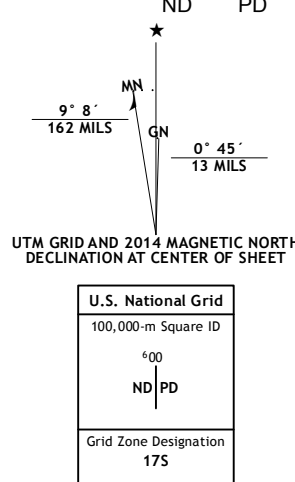 ND PD
★
MN
9° 8´
162 MILS
GN
0° 45´
13 MILS
UTM GRID AND 2014 MAGNETIC NORTH
DECLINATION AT CENTER OF SHEET
U.S. National Grid
100,000-m Square ID
⁶00
ND PD
Grid Zone Designation
17S